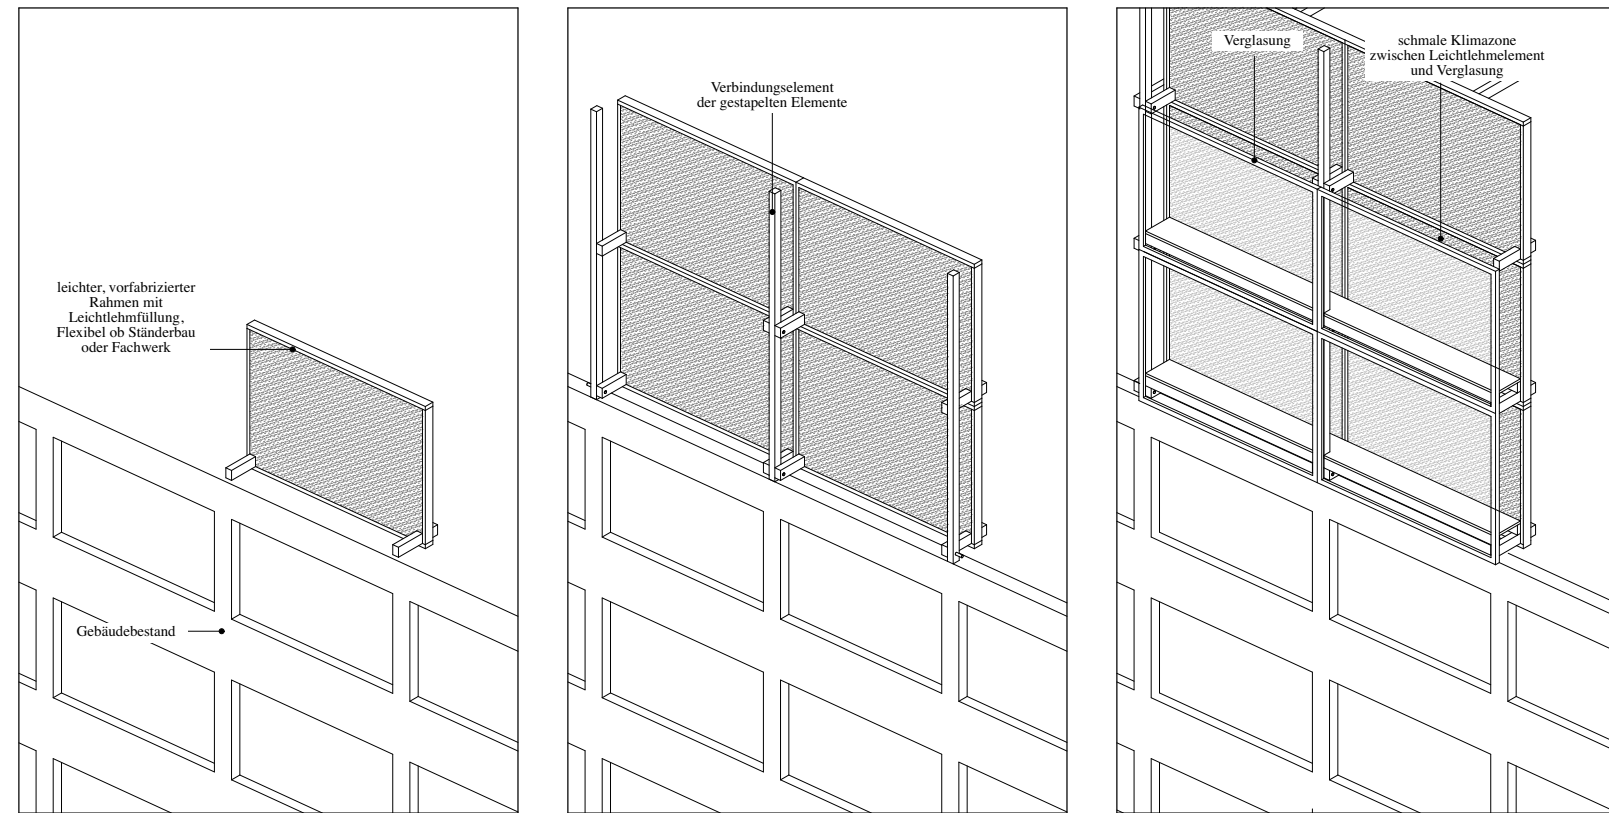 leichter, vorfabrizierter
Rahmen mit
Leichtlehmfüllung,
Flexibel ob Ständerbau
oder Fachwerk
Gebäudebestand
Verbindungselement
der gestapelten Elemente
Verglasung
schmale Klimazone
zwischen Leichtlehmelement
und Verglasung